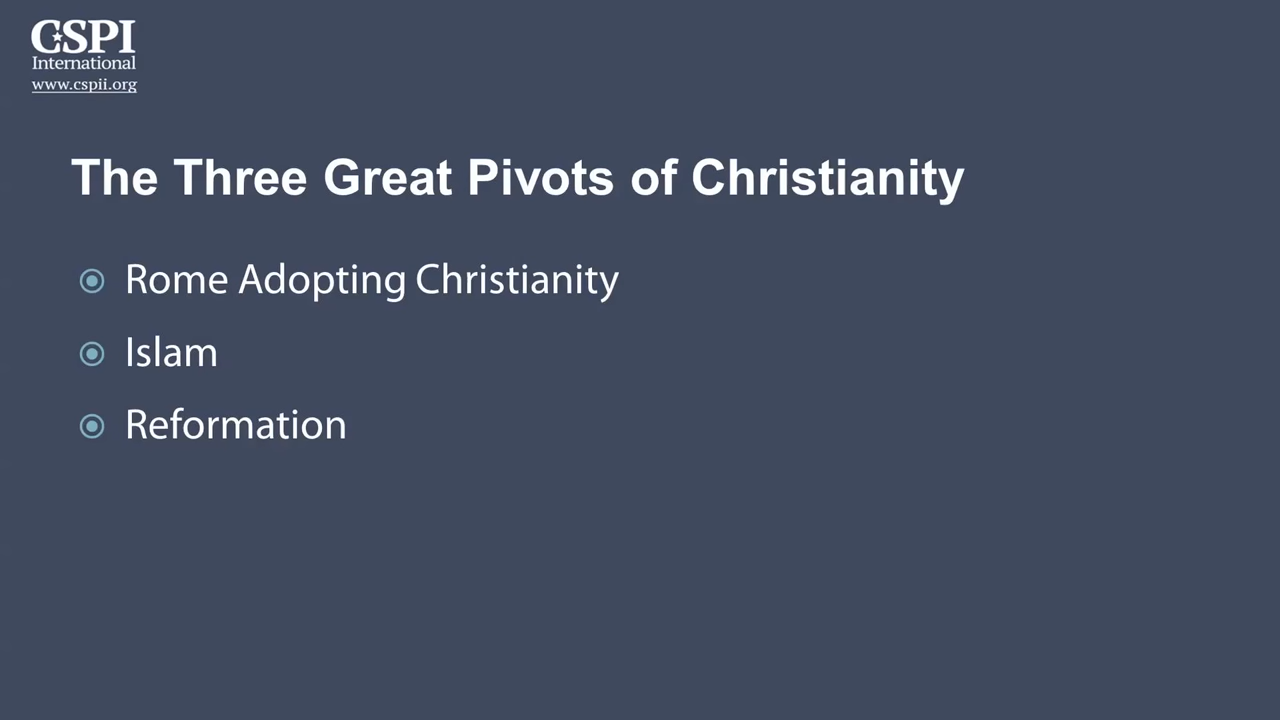 CSPI
International
www.cspii.org
The Three Great Pivots of Christianity
Rome Adopting Christianity
Islam
Reformation